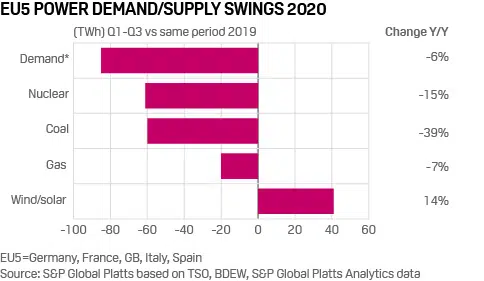 EU5 POWER DEMAND/SUPPLY SWINGS 2020
(TWh) Q1-Q3 vs same period 2019 Change Y/Y
Demand* -6%
Nuclear -15%
Coal -39%
Gas -7%
Wind/solar 14%
-100 -80 -60 -40 -20 0 20 40 60
EU5=Germany, France, GB, Italy, Spain
Source: S&P Global Platts based on TSO, BDEW, S&P Global Platts Analytics data